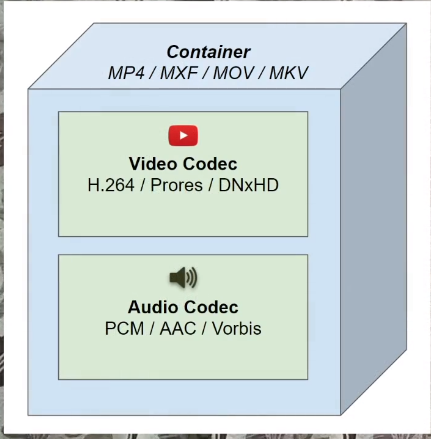 Container
MP4 / MXF / MOV / MKV
Video Codec
H.264 / Prores / DNxHD
Audio Codec
PCM / AAC / Vorbis